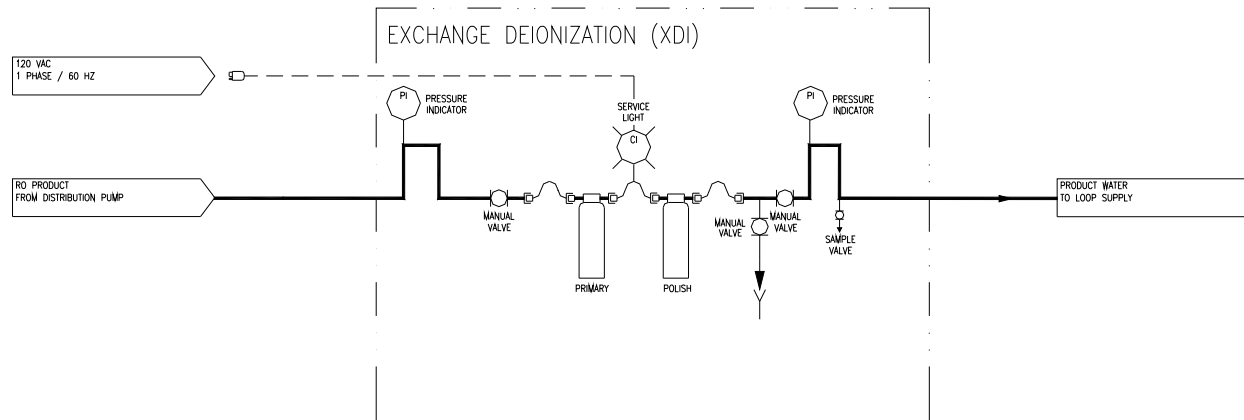 EXCHANGE DEIONIZATION (XDI)
120 VAC
1 PHASE / 60 HZ
PI
PRESSURE
INDICATOR
SERVICE
LIGHT
CI
PI
PRESSURE
INDICATOR
RO PRODUCT
FROM DISTRIBUTION PUMP
PRODUCT WATER
TO LOOP SUPPLY
MANUAL
VALVE
MANUAL
VALVE
MANUAL
VALVE
SAMPLE
VALVE
PRIMARY
POLISH